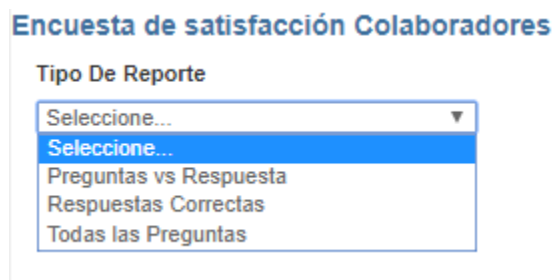 Encuesta de satisfacción Colaboradores
Tipo De Reporte
Seleccione...
Seleccione...
Preguntas vs Respuesta
Respuestas Correctas
Todas las Preguntas